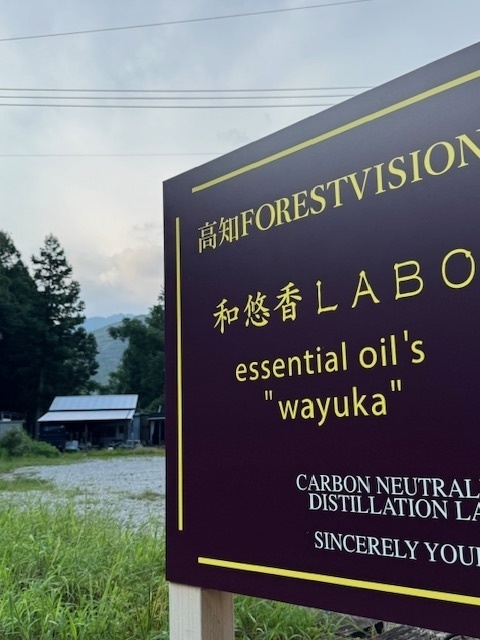 高知FORESTVISION
和悠香LABO
essential oil's
"wayuka"
CARBON NEUTRAL
DISTILLATION LA
SINCERELY YOU